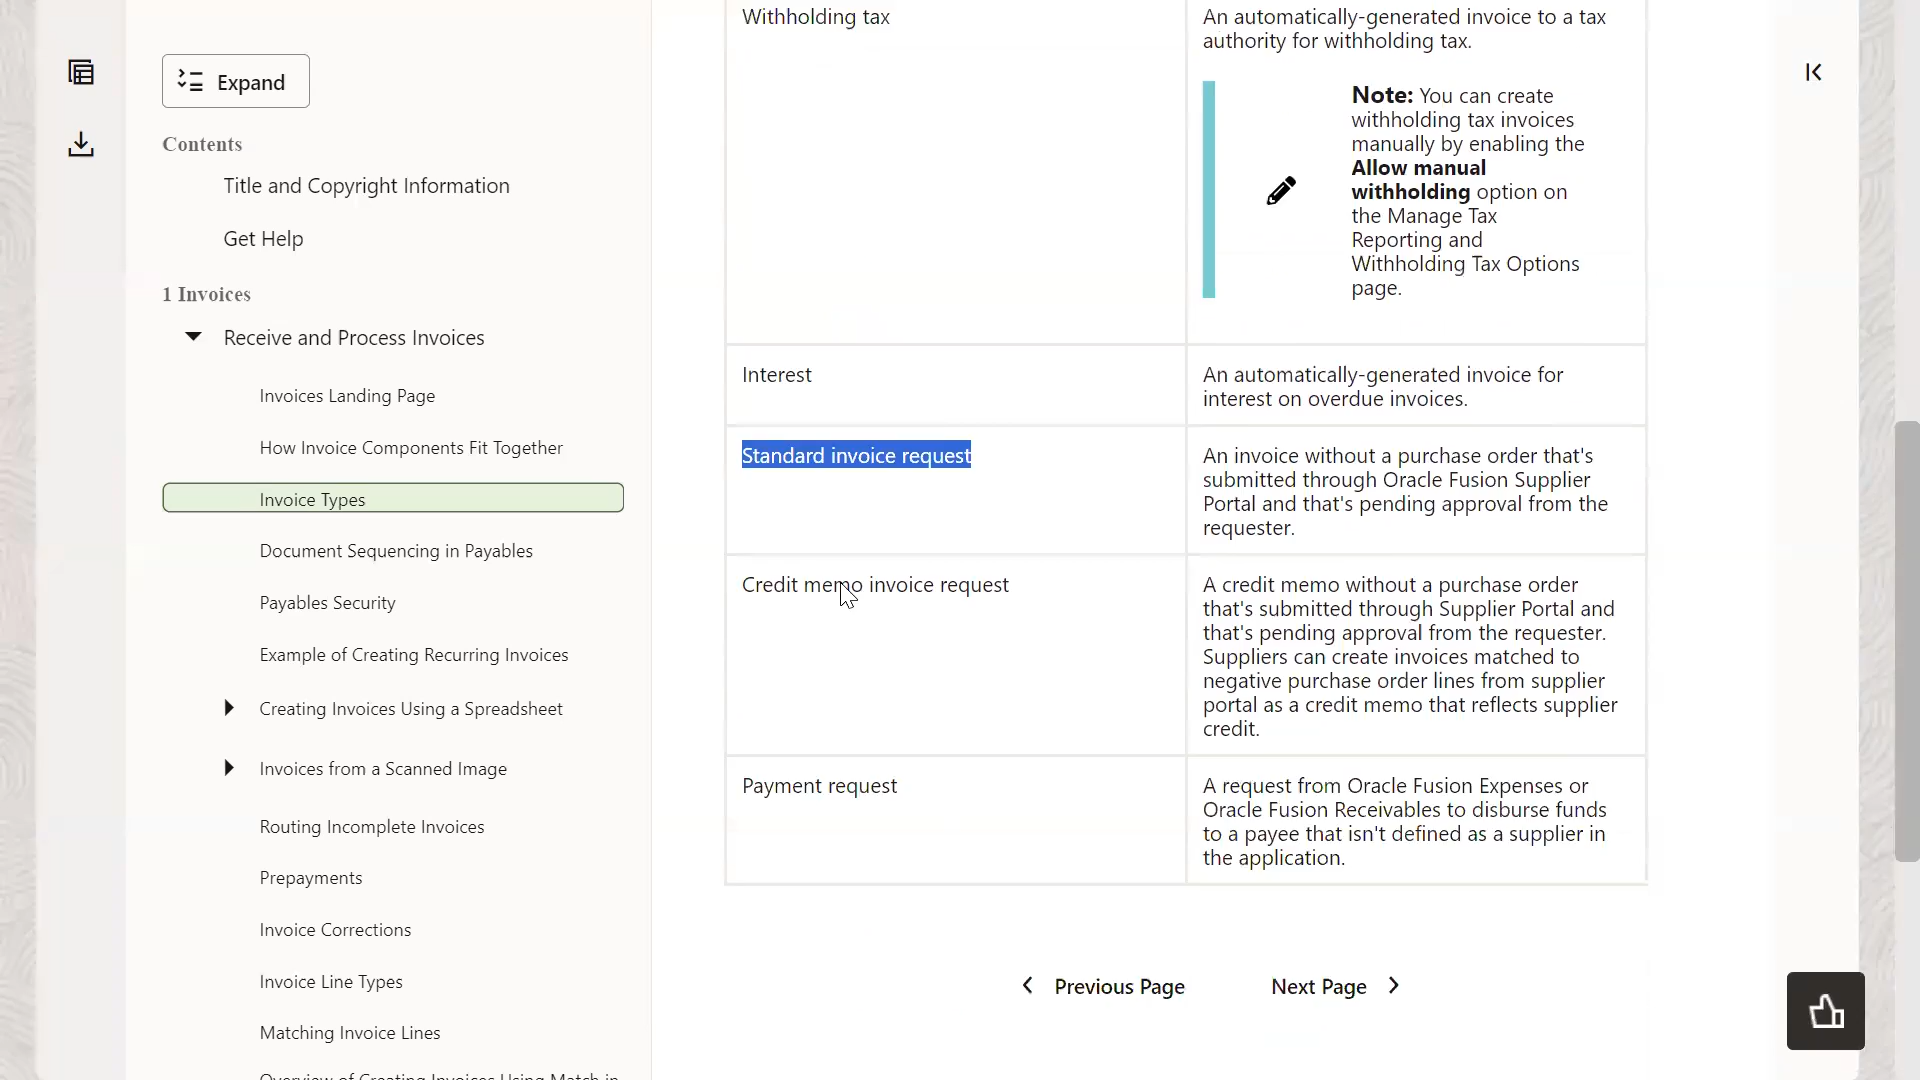 Expand
Contents
Title and Copyright Information
Get Help
1 Invoices
Receive and Process Invoices
Invoices Landing Page
How Invoice Components Fit Together
Invoice Types
Document Sequencing in Payables
Payables Security
Example of Creating Recurring Invoices
Creating Invoices Using a Spreadsheet
Invoices from a Scanned Image
Routing Incomplete Invoices
Prepayments
Invoice Corrections
Invoice Line Types
Matching Invoice Lines
Overview of Creating Invoices Using Match in
Withholding tax
An automatically-generated invoice to a tax
authority for withholding tax.
Note: You can create
withholding tax invoices
manually by enabling the
Allow manual
withholding option on
the Manage Tax
Reporting and
Withholding Tax Options
page.
Interest
An automatically-generated invoice for
interest on overdue invoices.
Standard invoice request
An invoice without a purchase order that's
submitted through Oracle Fusion Supplier
Portal and that's pending approval from the
requester.
Credit memo invoice request
A credit memo without a purchase order
that's submitted through Supplier Portal and
that's pending approval from the requester.
Suppliers can create invoices matched to
negative purchase order lines from supplier
portal as a credit memo that reflects supplier
credit.
Payment request
A request from Oracle Fusion Expenses or
Oracle Fusion Receivables to disburse funds
to a payee that isn't defined as a supplier in
the application.
Previous Page
Next Page